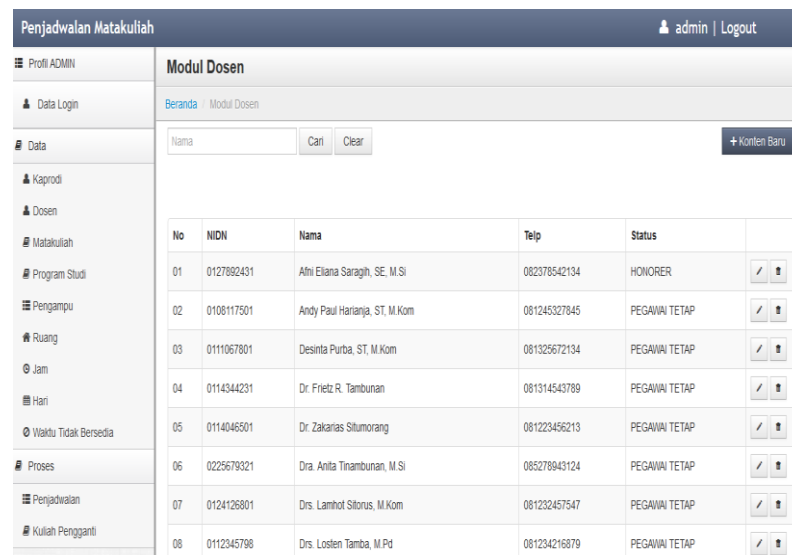 Penjadwalan Matakuliah
admin | Logout
Profil ADMIN
Data Login
Data
Kaprodi
Dosen
Matakuliah
Program Studi
Pengampu
Ruang
Jam
Hari
Waktu Tidak Bersedia
Proses
Penjadwalan
Kuliah Pengganti
Modul Dosen
Beranda / Modul Dosen
Nama Cari Clear + Konten Baru
No NIDN Nama Telp Status
01 0127892431 Afni Eliana Saragih, SE, M.Si 082378542134 HONORER
02 0108117501 Andy Paul Harianja, ST, M.Kom 081245327845 PEGAWAI TETAP
03 0111067801 Desinta Purba, ST, M.Kom 081325672134 PEGAWAI TETAP
04 0114344231 Dr. Frietz R. Tambunan 081314543789 PEGAWAI TETAP
05 0114046501 Dr. Zakarias Situmorang 081223456213 PEGAWAI TETAP
06 0225679321 Dra. Anita Tinambunan, M.Si 085278943124 PEGAWAI TETAP
07 0124126801 Drs. Lamhot Sitorus, M.Kom 081232457547 PEGAWAI TETAP
08 0112345798 Drs. Losten Tamba, M.Pd 081234216879 PEGAWAI TETAP